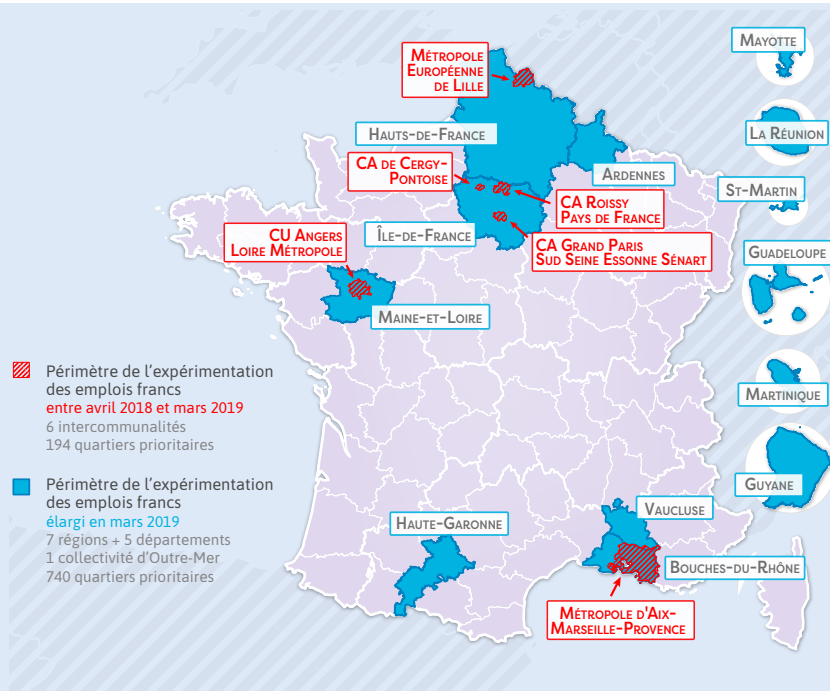 MÉTROPOLE
EUROPÉENNE
DE LILLE
MAYOTTE
HAUTS-DE-FRANCE
LA RÉUNION
CA DE CERGY-
PONTOISE
ARDENNES
ST-MARTIN
CA ROISSY
PAYS DE FRANCE
CU ANGERS
LOIRE MÉTROPOLE
ÎLE-DE-FRANCE
CA GRAND PARIS
SUD SEINE ESSONNE SÉNART
GUADELOUPE
MAINE-ET-LOIRE
Périmètre de l'expérimentation
des emplois francs
entre avril 2018 et mars 2019
6 intercommunalités
194 quartiers prioritaires
MARTINIQUE
Périmètre de l'expérimentation
des emplois francs
élargi en mars 2019
7 régions + 5 départements
1 collectivité d'Outre-Mer
740 quartiers prioritaires
GUYANE
HAUTE-GARONNE
VAUCLUSE
BOUCHES-DU-RHÔNE
MÉTROPOLE D'AIX-
MARSEILLE-PROVENCE